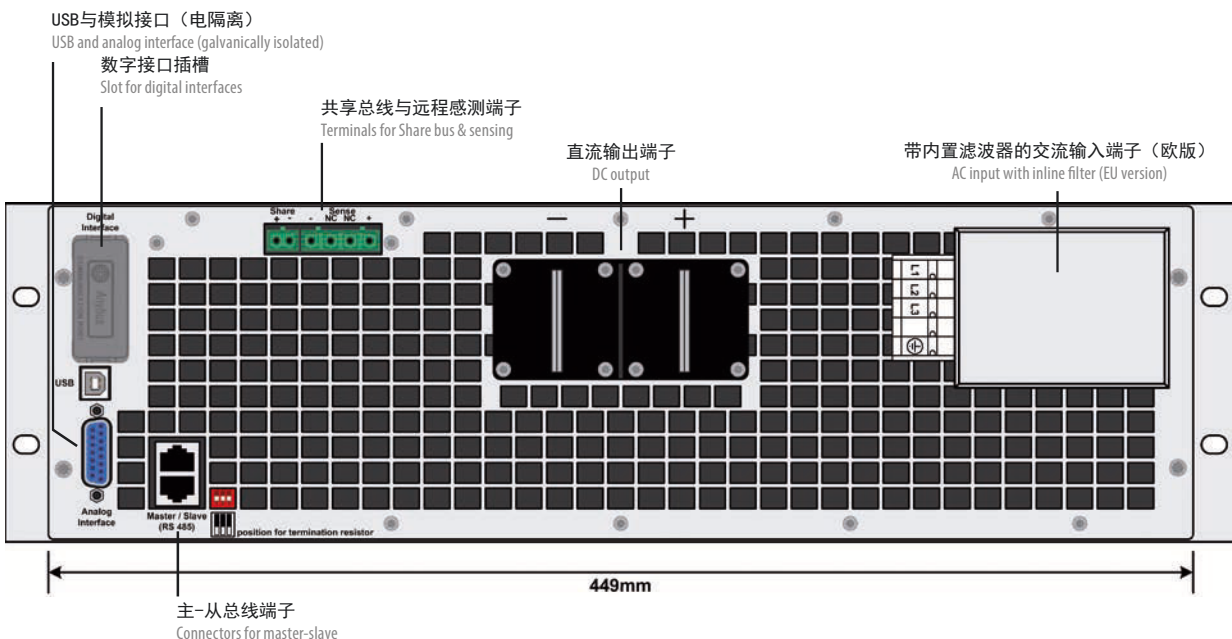 USB与模拟接口（电隔离）
USB and analog interface (galvanically isolated)
数字接口插槽
Slot for digital interfaces
共享总线与远程感测端子
Terminals for Share bus & sensing
直流输出端子
DC output
带内置滤波器的交流输入端子（欧版）
AC input with inline filter (EU version)
Digital
Interface
Share
+ -
Sense
- NC NC +
− +
Anybus
L1
L2
L3
USB
Analog
Interface
Master / Slave
(RS 485)
position for termination resistor
449mm
主-从总线端子
Connectors for master-slave